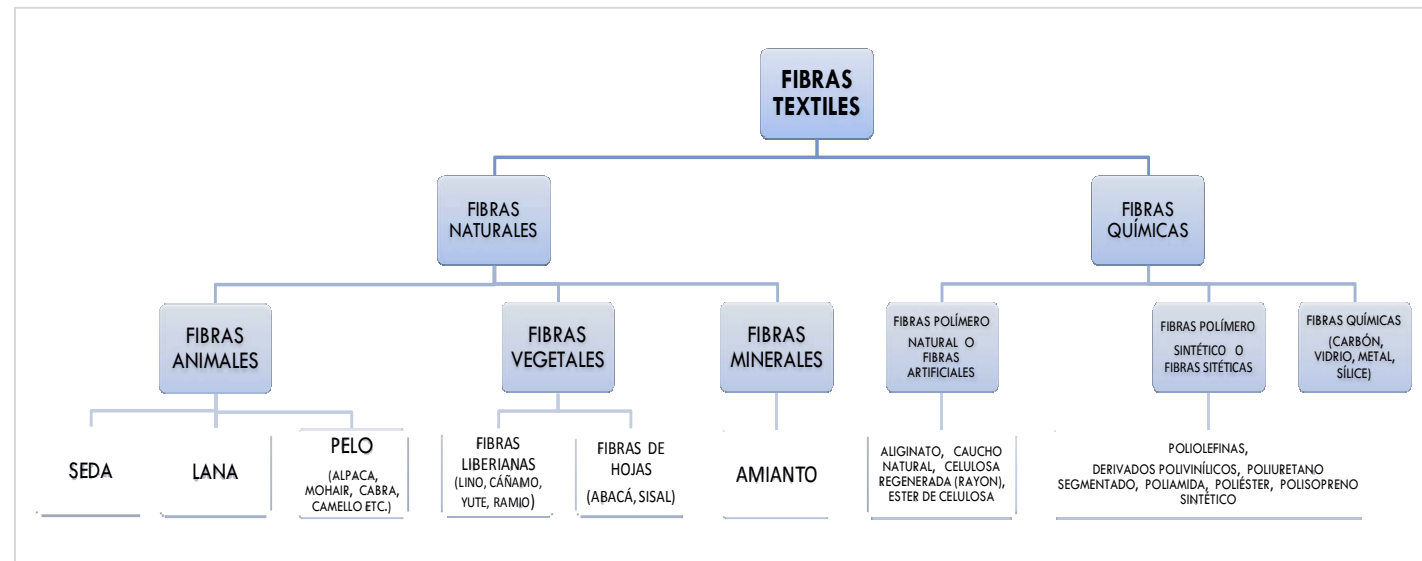 FIBRAS
TEXTILES
FIBRAS
NATURALES
FIBRAS
QUÍMICAS
FIBRAS
ANIMALES
FIBRAS
VEGETALES
FIBRAS
MINERALES
FIBRAS POLÍMERO
NATURAL O
FIBRAS
ARTIFICIALES
FIBRAS POLÍMERO
SINTÉTICO O
FIBRAS SITÉTICAS
FIBRAS QUÍMICAS
(CARBÓN,
VIDRIO, METAL,
SÍLICE)
SEDA
LANA
PELO
(ALPACA,
MOHAIR, CABRA,
CAMELLO ETC.)
FIBRAS
LIBERIANAS
(LINO, CÁÑAMO,
YUTE, RAMIO)
FIBRAS DE
HOJAS
(ABACÁ, SISAL)
AMIANTO
ALIGINATO, CAUCHO
NATURAL, CELULOSA
REGENERADA (RAYON),
ESTER DE CELULOSA
POLIOLEFINAS,
DERIVADOS POLIVINÍLICOS, POLIURETANO
SEGMENTADO, POLIAMIDA, POLIÉSTER, POLISOPRENO
SINTÉTICO